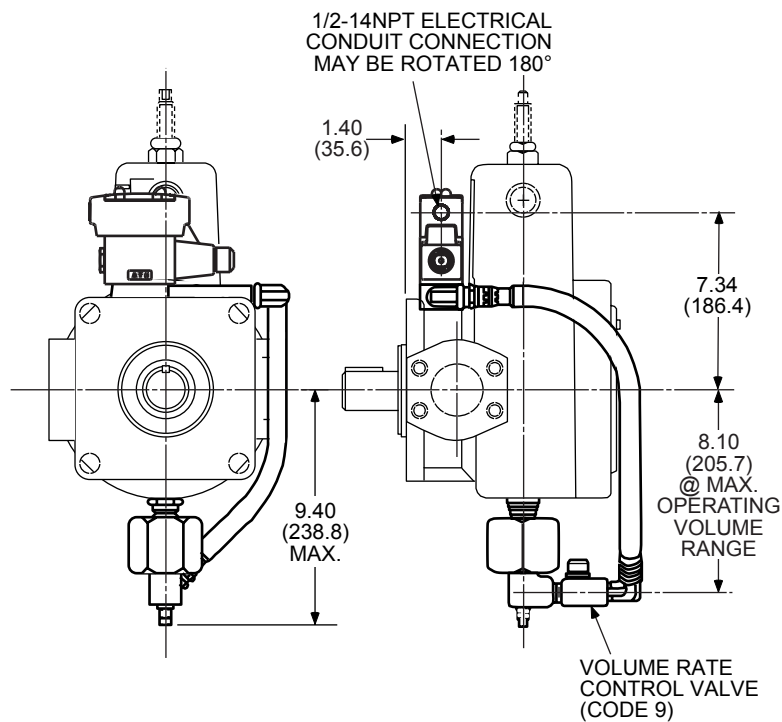 1/2-14NPT ELECTRICAL
CONDUIT CONNECTION
MAY BE ROTATED 180°
1.40
(35.6)
7.34
(186.4)
8.10
(205.7)
@ MAX.
OPERATING
VOLUME
RANGE
9.40
(238.8)
MAX.
VOLUME RATE
CONTROL VALVE
(CODE 9)